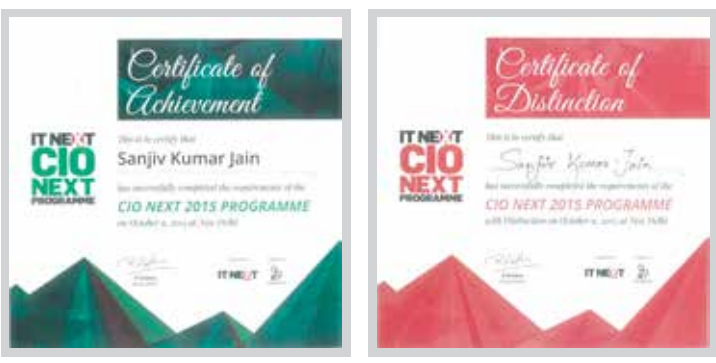 Certificate of
Achievement
IT NEXT
CIO
NEXT
PROGRAMME
This is to certify that
Sanjiv Kumar Jain
has successfully completed the requirements of the
CIO NEXT 2015 PROGRAMME
at New Delhi
IT NEXT
Certificate of
Distinction
IT NEXT
CIO
NEXT
PROGRAMME
This is to certify that
Sanjiv Kumar Jain
has successfully completed the requirements of the
CIO NEXT 2015 PROGRAMME
with Distinction on October at New Delhi
IT NEXT